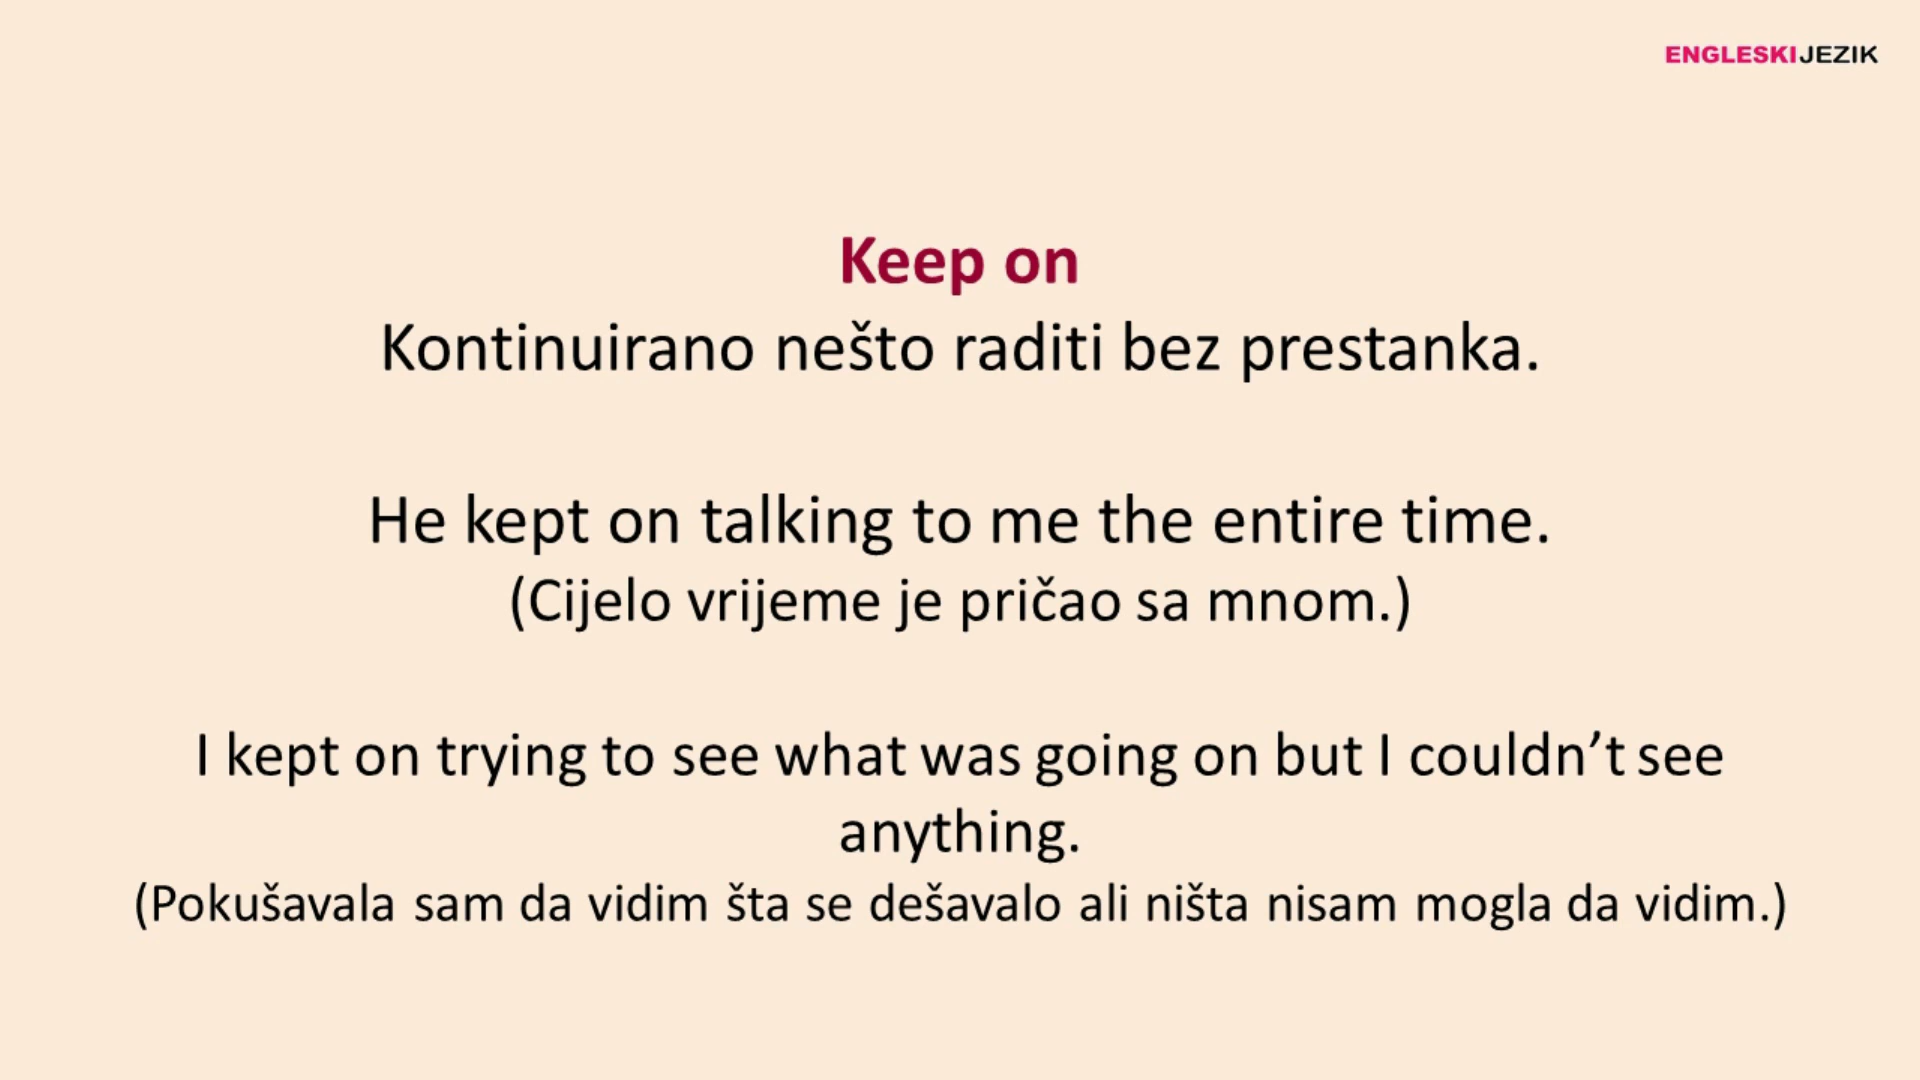 ENGLESKIJEZIK
Keep on
Kontinuirano nešto raditi bez prestanka.
He kept on talking to me the entire time.
(Cijelo vrijeme je pričao sa mnom.)
I kept on trying to see what was going on but I couldn’t see
anything.
(Pokušavala sam da vidim šta se dešavalo ali ništa nisam mogla da vidim.)